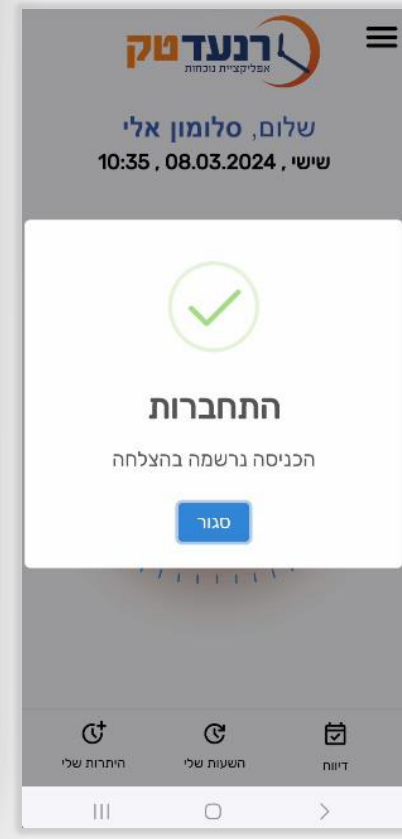 רנעדטק
אפליקציית נוכחות
שלום, סלומון אלי
שישי , 08.03.2024 , 10:35
התחברות
הכניסה נרשמה בהצלחה
סגור
דיווח
השעות שלי
היתרות שלי